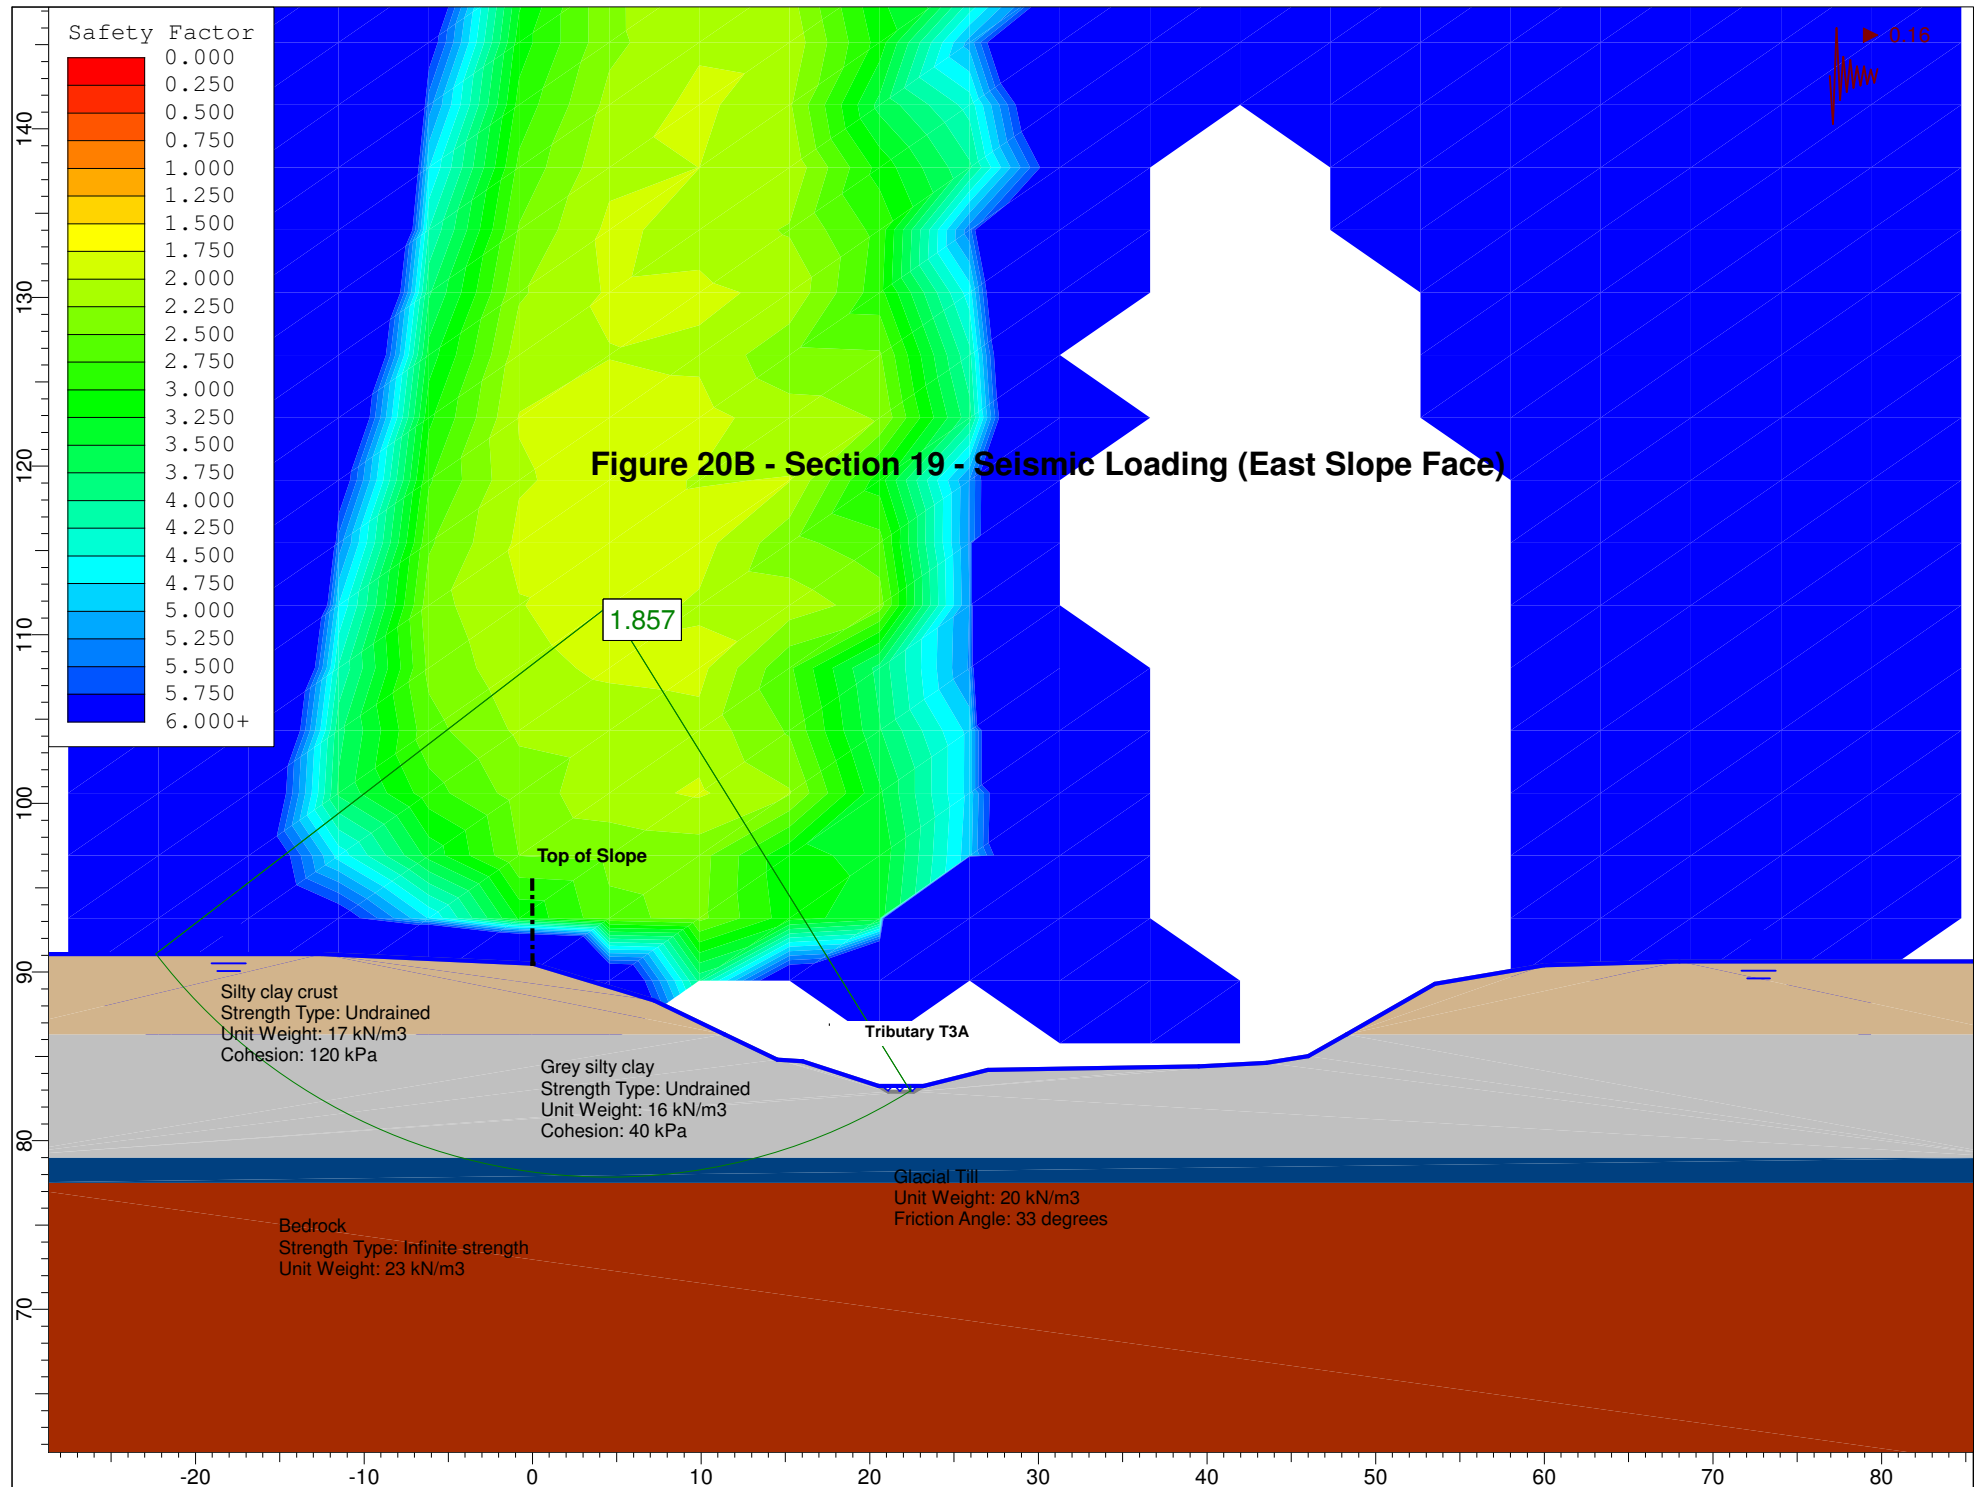 Safety Factor
0.000
0.250
0.500
0.750
1.000
1.250
1.500
1.750
2.000
2.250
2.500
2.750
3.000
3.250
3.500
3.750
4.000
4.250
4.500
4.750
5.000
5.250
5.500
5.750
6.000+
0.16
140
130
120
110
100
90
80
70
Figure 20B - Section 19 - Seismic Loading (East Slope Face)
1.857
Top of Slope
Tributary T3A
Silty clay crust
Strength Type: Undrained
Unit Weight: 17 kN/m3
Cohesion: 120 kPa
Grey silty clay
Strength Type: Undrained
Unit Weight: 16 kN/m3
Cohesion: 40 kPa
Glacial Till
Unit Weight: 20 kN/m3
Friction Angle: 33 degrees
Bedrock
Strength Type: Infinite strength
Unit Weight: 23 kN/m3
-20 -10 0 10 20 30 40 50 60 70 80